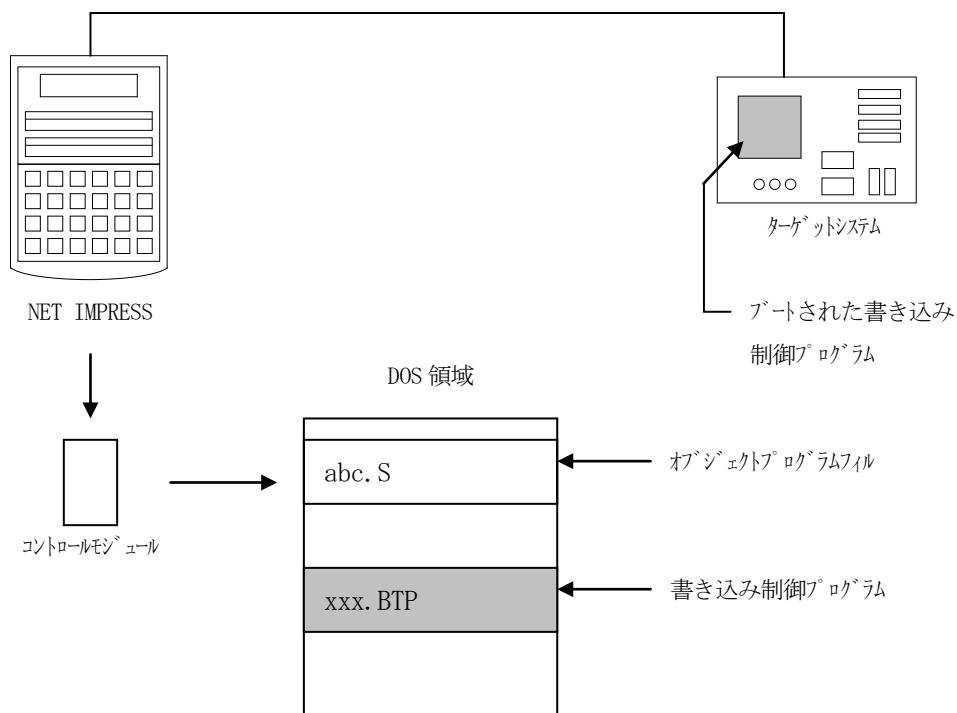 ターゲットシステム
NET IMPRESS
ブートされた書き込み
制御プログラム
DOS 領域
abc.S
オブジェクトプログラムフィル
コントロールモジュール
xxx.BTP
書き込み制御プログラム